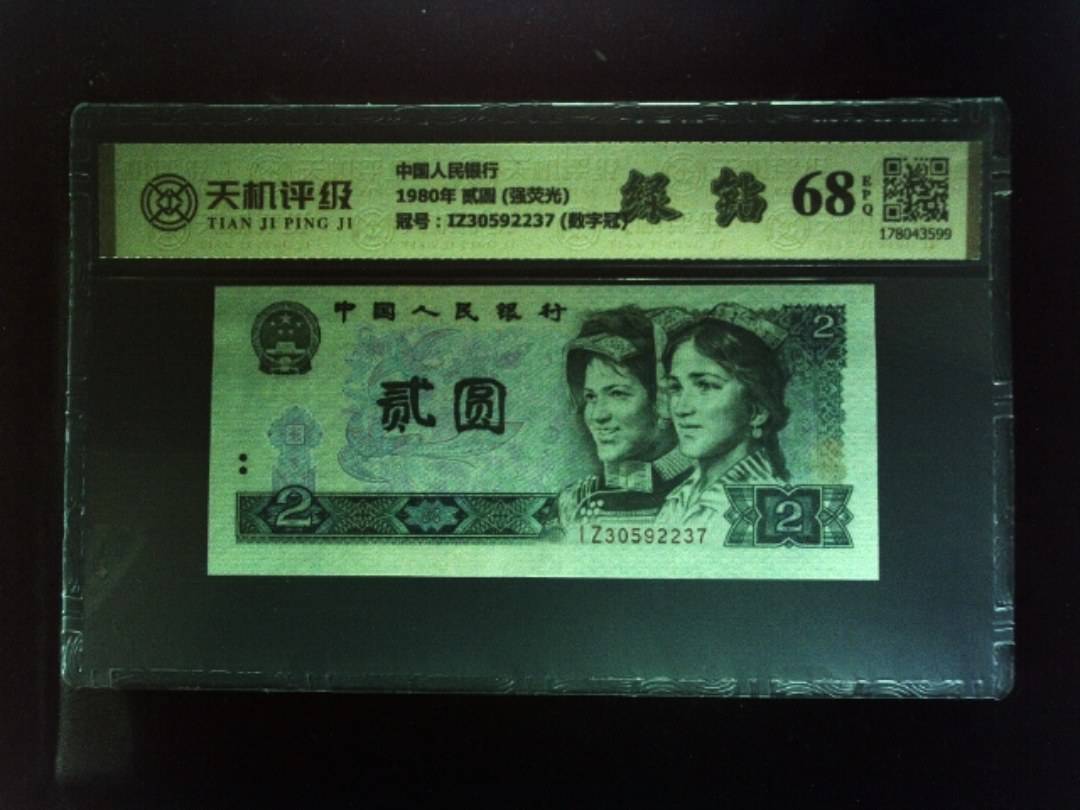 天机评级
TIAN JI PING JI
中国人民银行
1980年 贰圆 (强荧光)
冠号：IZ30592237 (数字冠)
绿钻
68
EPQ
178043599
中国人民银行
2
贰圆
2
2
IZ30592237